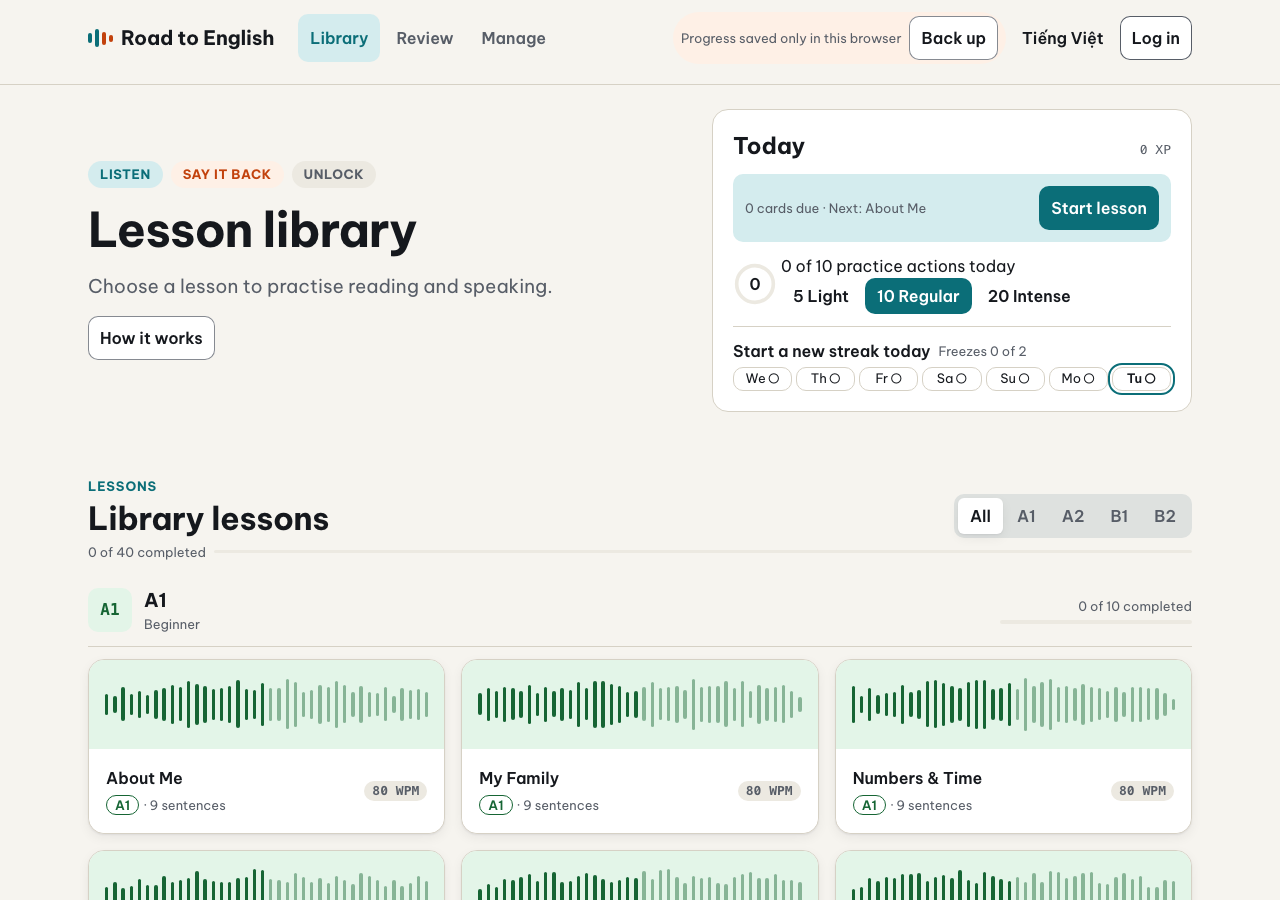 Road to English
Library
Review
Manage
Progress saved only in this browser
Back up
Tiếng Việt
Log in
LISTEN
SAY IT BACK
UNLOCK
Lesson library
Choose a lesson to practise reading and speaking.
How it works
Today
0 XP
0 cards due · Next: About Me
Start lesson
0
0 of 10 practice actions today
5 Light
10 Regular
20 Intense
Start a new streak today
Freezes 0 of 2
We
Th
Fr
Sa
Su
Mo
Tu
LESSONS
Library lessons
All
A1
A2
B1
B2
0 of 40 completed
A1
A1
Beginner
0 of 10 completed
About Me
A1 · 9 sentences
80 WPM
My Family
A1 · 9 sentences
80 WPM
Numbers & Time
A1 · 9 sentences
80 WPM